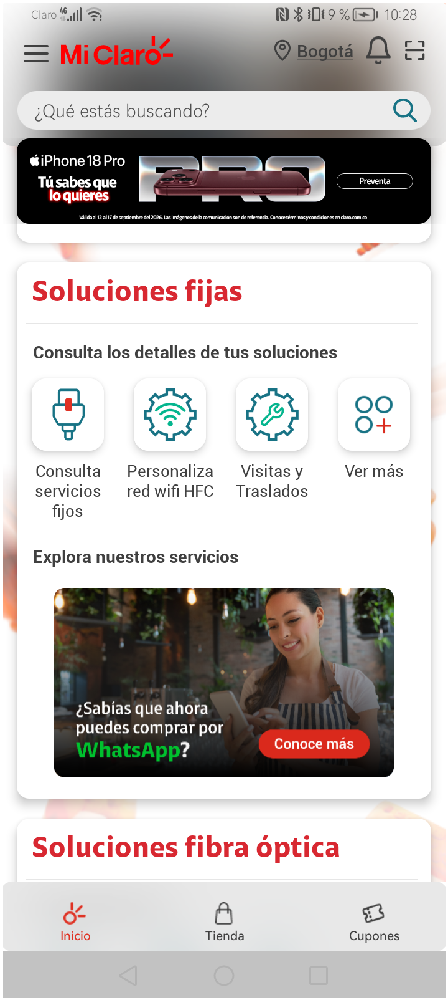 Claro 4G 9 % 10:28
Mi Claro
Bogotá
¿Qué estás buscando?
iPhone 18 Pro
Tú sabes que
lo quieres
PRO
Preventa
Válida al 12 al 17 de septiembre del 2026. Las imágenes de la comunicación son de referencia. Conoce términos y condiciones en claro.com.co
Soluciones fijas
Consulta los detalles de tus soluciones
Consulta
servicios
fijos
Personaliza
red wifi HFC
Visitas y
Traslados
Ver más
Explora nuestros servicios
¿Sabías que ahora
puedes comprar por
WhatsApp?
Conoce más
Soluciones fibra óptica
Inicio
Tienda
Cupones